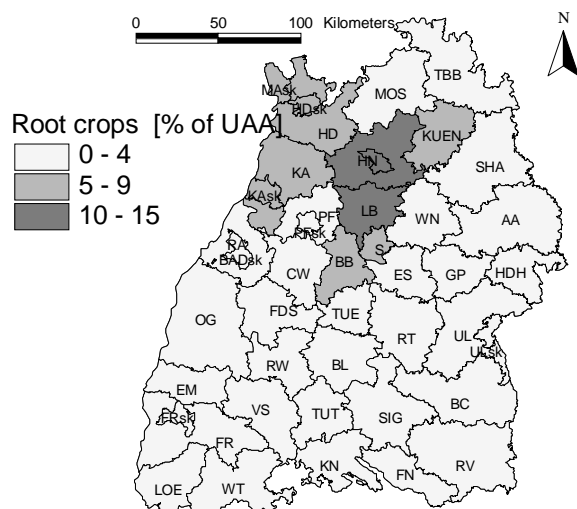 0 50 100 Kilometers
N
TBB
MOS
MAsk
HDsk
Root crops [% of UAA]
HD
KUEN
0 - 4
HN
SHA
5 - 9
KA
KAsk
10 - 15
PF
LB
WN
AA
PFsk
RA
S
BADsk
BB
CW
ES
GP
HDH
FDS
TUE
OG
RT
UL
ULsk
RW
BL
EM
BC
VS
TUT
SIG
FRsk
FR
KN
RV
FN
LOE
WT